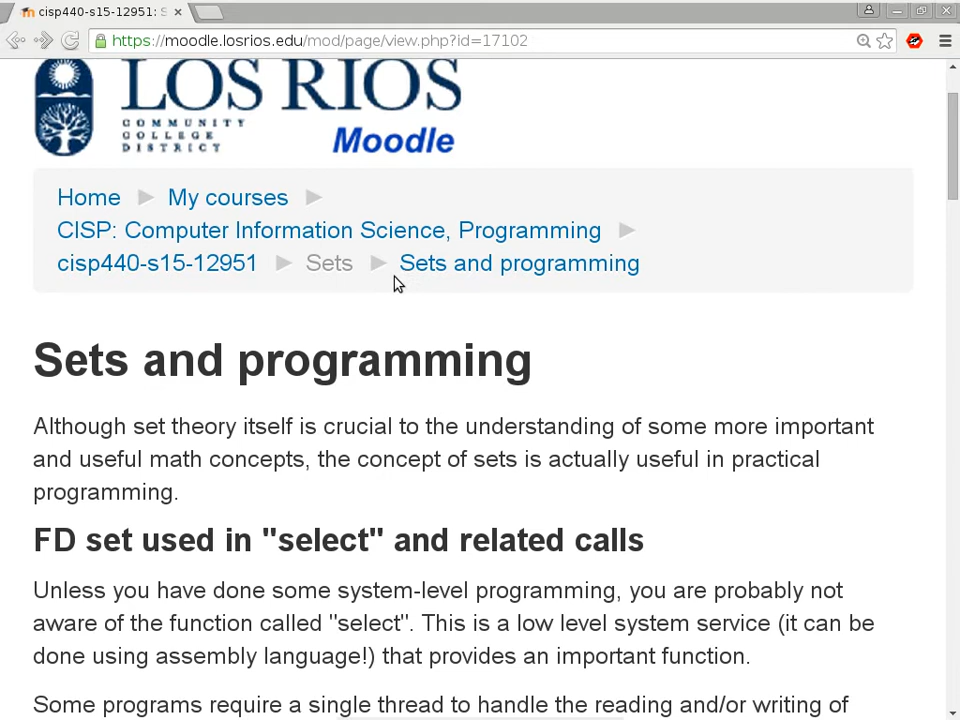 cisp440-s15-12951: S
https://moodle.losrios.edu/mod/page/view.php?id=17102
LOS RIOS
COMMUNITY
COLLEGE
DISTRICT
Moodle
Home ► My courses ►
CISP: Computer Information Science, Programming ►
cisp440-s15-12951 ► Sets ► Sets and programming
Sets and programming
Although set theory itself is crucial to the understanding of some more important
and useful math concepts, the concept of sets is actually useful in practical
programming.
FD set used in "select" and related calls
Unless you have done some system-level programming, you are probably not
aware of the function called "select". This is a low level system service (it can be
done using assembly language!) that provides an important function.
Some programs require a single thread to handle the reading and/or writing of